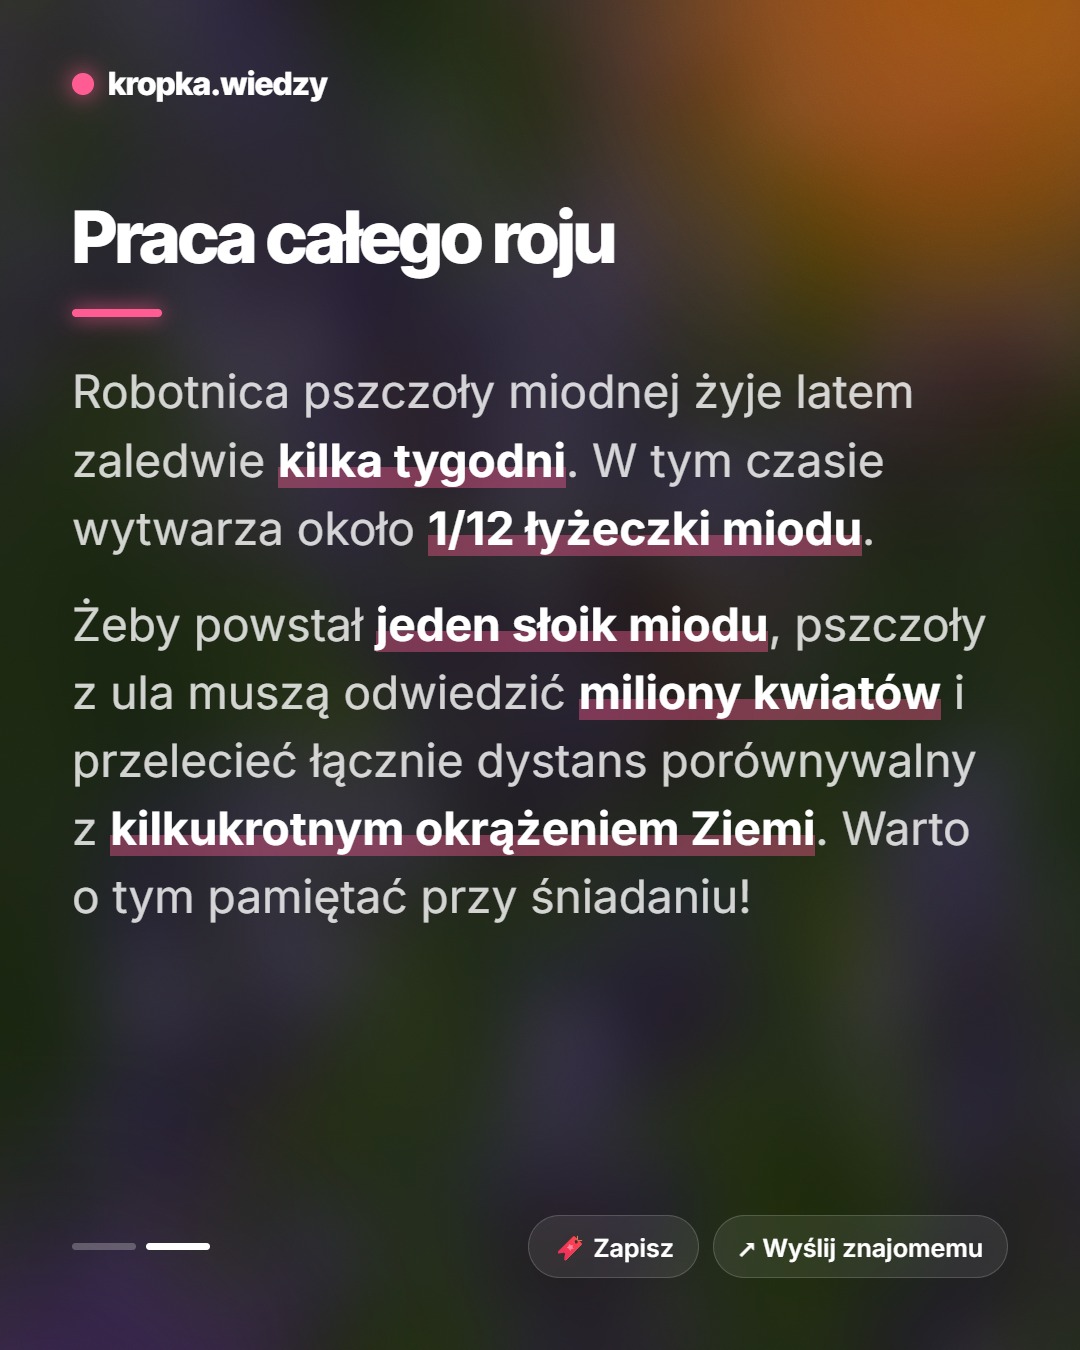 kropka.wiedzy
Praca całego roju
Robotnica pszczoły miodnej żyje latem
zaledwie kilka tygodni. W tym czasie
wytwarza około 1/12 łyżeczki miodu.
Żeby powstał jeden słoik miodu, pszczoły
z ula muszą odwiedzić miliony kwiatów i
przelecieć łącznie dystans porównywalny
z kilkukrotnym okrążeniem Ziemi. Warto
o tym pamiętać przy śniadaniu!
Zapisz
↗ Wyślij znajomemu